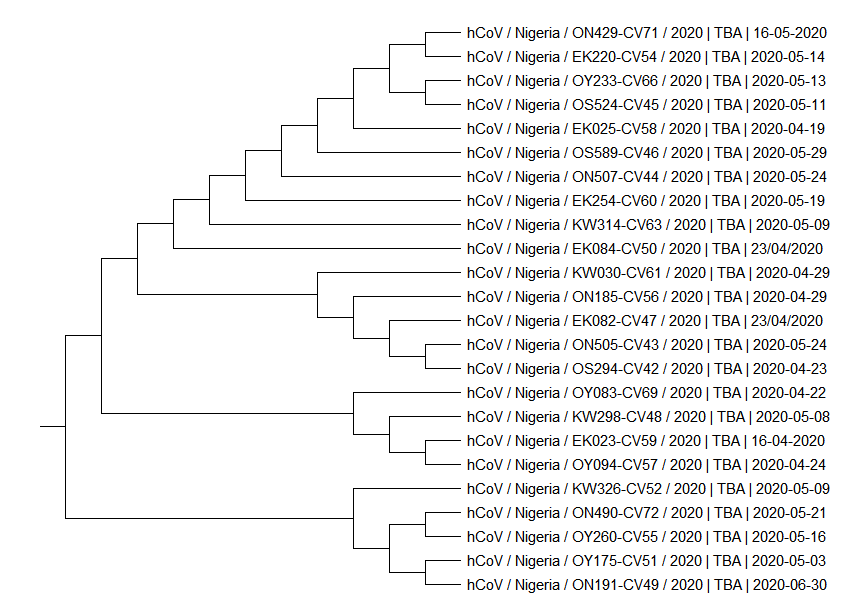 hCoV / Nigeria / ON429-CV71 / 2020 | TBA | 16-05-2020
hCoV / Nigeria / EK220-CV54 / 2020 | TBA | 2020-05-14
hCoV / Nigeria / OY233-CV66 / 2020 | TBA | 2020-05-13
hCoV / Nigeria / OS524-CV45 / 2020 | TBA | 2020-05-11
hCoV / Nigeria / EK025-CV58 / 2020 | TBA | 2020-04-19
hCoV / Nigeria / OS589-CV46 / 2020 | TBA | 2020-05-29
hCoV / Nigeria / ON507-CV44 / 2020 | TBA | 2020-05-24
hCoV / Nigeria / EK254-CV60 / 2020 | TBA | 2020-05-19
hCoV / Nigeria / KW314-CV63 / 2020 | TBA | 2020-05-09
hCoV / Nigeria / EK084-CV50 / 2020 | TBA | 23/04/2020
hCoV / Nigeria / KW030-CV61 / 2020 | TBA | 2020-04-29
hCoV / Nigeria / ON185-CV56 / 2020 | TBA | 2020-04-29
hCoV / Nigeria / EK082-CV47 / 2020 | TBA | 23/04/2020
hCoV / Nigeria / ON505-CV43 / 2020 | TBA | 2020-05-24
hCoV / Nigeria / OS294-CV42 / 2020 | TBA | 2020-04-23
hCoV / Nigeria / OY083-CV69 / 2020 | TBA | 2020-04-22
hCoV / Nigeria / KW298-CV48 / 2020 | TBA | 2020-05-08
hCoV / Nigeria / EK023-CV59 / 2020 | TBA | 16-04-2020
hCoV / Nigeria / OY094-CV57 / 2020 | TBA | 2020-04-24
hCoV / Nigeria / KW326-CV52 / 2020 | TBA | 2020-05-09
hCoV / Nigeria / ON490-CV72 / 2020 | TBA | 2020-05-21
hCoV / Nigeria / OY260-CV55 / 2020 | TBA | 2020-05-16
hCoV / Nigeria / OY175-CV51 / 2020 | TBA | 2020-05-03
hCoV / Nigeria / ON191-CV49 / 2020 | TBA | 2020-06-30